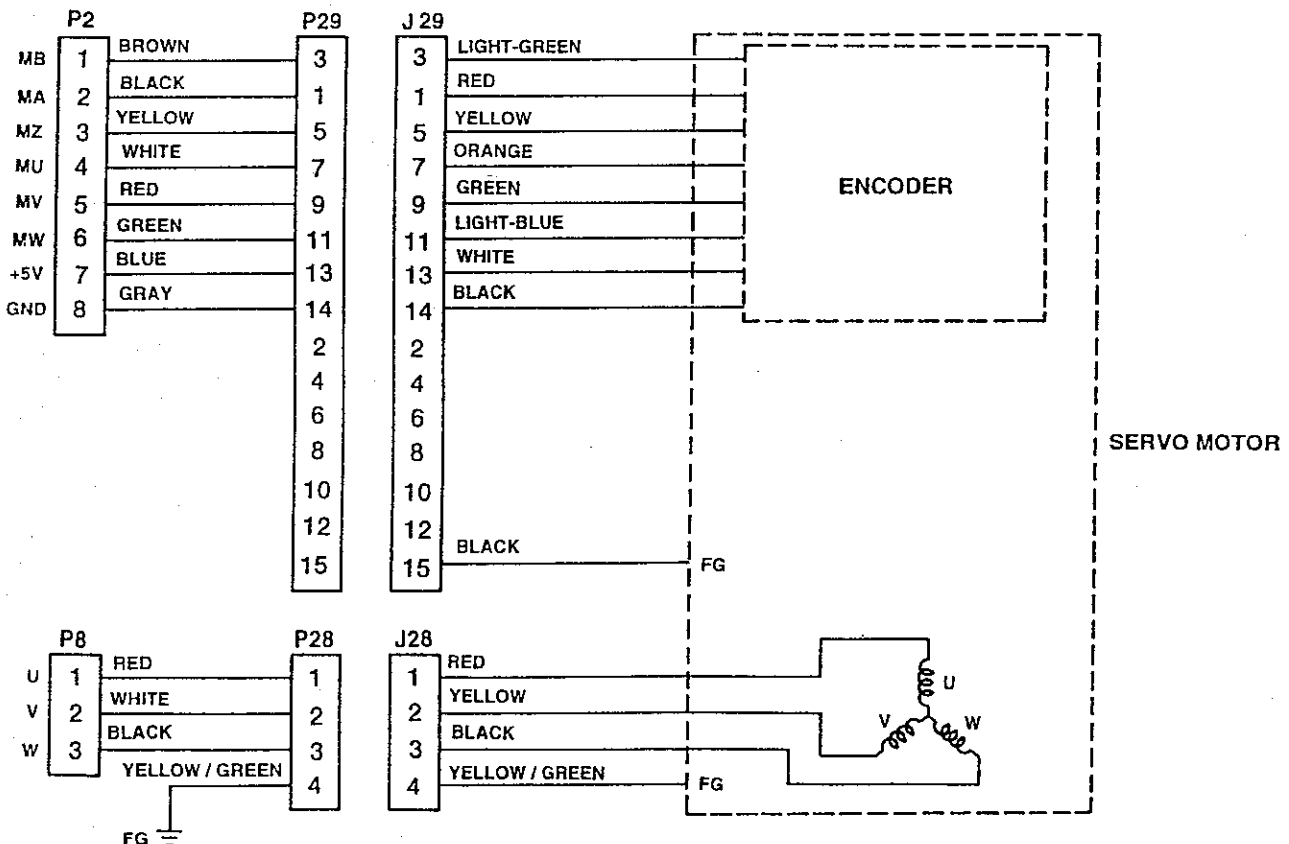 P2 P29 J 29
MB 1 BROWN 3 3 LIGHT-GREEN
MA 2 BLACK 1 1 RED
MZ 3 YELLOW 5 5 YELLOW
MU 4 WHITE 7 7 ORANGE
MV 5 RED 9 9 GREEN
MW 6 GREEN 11 11 LIGHT-BLUE
+5V 7 BLUE 13 13 WHITE
GND 8 GRAY 14 14 BLACK
ENCODER
2 2
4 4
6 6
8 8
SERVO MOTOR
10 10
12 12
15 15 BLACK FG
P8 P28 J28
U 1 RED 1 1 RED U
V 2 WHITE 2 2 YELLOW V W
W 3 BLACK 3 3 BLACK
YELLOW / GREEN 4 4 YELLOW / GREEN FG
FG